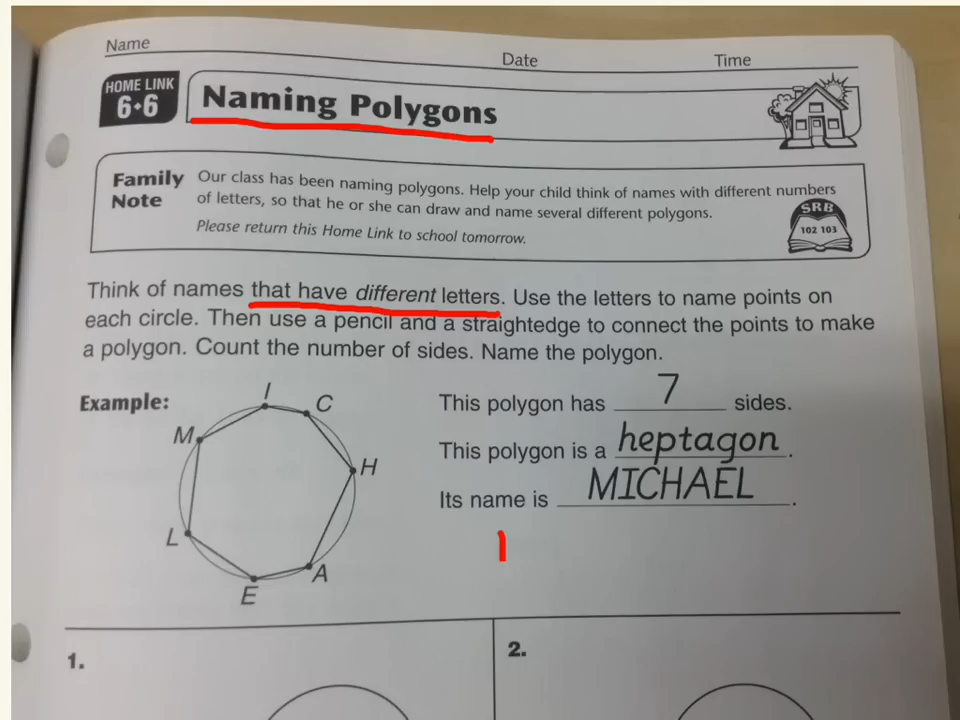 Name Date Time
HOME LINK
6•6
Naming Polygons
Family
Note
Our class has been naming polygons. Help your child think of names with different numbers
of letters, so that he or she can draw and name several different polygons.
Please return this Home Link to school tomorrow.
SRB
102 103
Think of names that have different letters. Use the letters to name points on
each circle. Then use a pencil and a straightedge to connect the points to make
a polygon. Count the number of sides. Name the polygon.
Example:
I
C
M
H
L
A
E
This polygon has 7 sides.
This polygon is a heptagon.
Its name is MICHAEL.
1.
2.